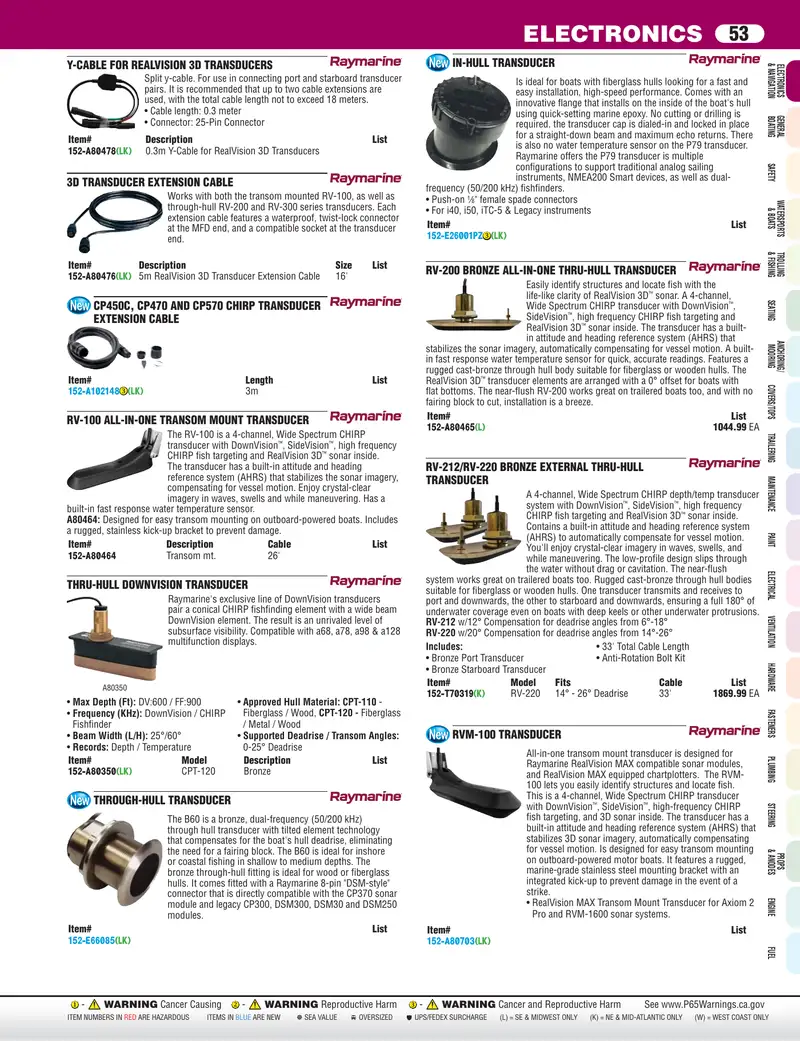 ELECTRONICS 53
Y-CABLE FOR REALVISION 3D TRANSDUCERS
Raymarine
Split y-cable. For use in connecting port and starboard transducer
pairs. It is recommended that up to two cable extensions are
used, with the total cable length not to exceed 18 meters.
• Cable length: 0.3 meter
• Connector: 25-Pin Connector
Item# Description List
152-A80478(LK) 0.3m Y-Cable for RealVision 3D Transducers
3D TRANSDUCER EXTENSION CABLE
Raymarine
Works with both the transom mounted RV-100, as well as
through-hull RV-200 and RV-300 series transducers. Each
extension cable features a waterproof, twist-lock connector
at the MFD end, and a compatible socket at the transducer
end.
Item# Description Size List
152-A80476(LK) 5m RealVision 3D Transducer Extension Cable 16'
New CP450C, CP470 AND CP570 CHIRP TRANSDUCER
EXTENSION CABLE
Raymarine
Item# Length List
152-A102148 3 (LK) 3m
RV-100 ALL-IN-ONE TRANSOM MOUNT TRANSDUCER
Raymarine
The RV-100 is a 4-channel, Wide Spectrum CHIRP
transducer with DownVision™, SideVision™, high frequency
CHIRP fish targeting and RealVision 3D™ sonar inside.
The transducer has a built-in attitude and heading
reference system (AHRS) that stabilizes the sonar imagery,
compensating for vessel motion. Enjoy crystal-clear
imagery in waves, swells and while maneuvering. Has a
built-in fast response water temperature sensor.
A80464: Designed for easy transom mounting on outboard-powered boats. Includes
a rugged, stainless kick-up bracket to prevent damage.
Item# Description Cable List
152-A80464 Transom mt. 26'
THRU-HULL DOWNVISION TRANSDUCER
Raymarine
Raymarine's exclusive line of DownVision transducers
pair a conical CHIRP fishfinding element with a wide beam
DownVision element. The result is an unrivaled level of
subsurface visibility. Compatible with a68, a78, a98 & a128
multifunction displays.
A80350
• Max Depth (Ft): DV:600 / FF:900
• Frequency (KHz): DownVision / CHIRP
Fishfinder
• Beam Width (L/H): 25°/60°
• Records: Depth / Temperature
• Approved Hull Material: CPT-110 -
Fiberglass / Wood, CPT-120 - Fiberglass
/ Metal / Wood
• Supported Deadrise / Transom Angles:
0-25° Deadrise
Item# Model Description List
152-A80350(LK) CPT-120 Bronze
New THROUGH-HULL TRANSDUCER
Raymarine
The B60 is a bronze, dual-frequency (50/200 kHz)
through hull transducer with tilted element technology
that compensates for the boat's hull deadrise, eliminating
the need for a fairing block. The B60 is ideal for inshore
or coastal fishing in shallow to medium depths. The
bronze through-hull fitting is ideal for wood or fiberglass
hulls. It comes fitted with a Raymarine 8-pin "DSM-style"
connector that is directly compatible with the CP370 sonar
module and legacy CP300, DSM300, DSM30 and DSM250
modules.
Item# List
152-E66085(LK)
New IN-HULL TRANSDUCER
Raymarine
Is ideal for boats with fiberglass hulls looking for a fast and
easy installation, high-speed performance. Comes with an
innovative flange that installs on the inside of the boat's hull
using quick-setting marine epoxy. No cutting or drilling is
required. the transducer cap is dialed-in and locked in place
for a straight-down beam and maximum echo returns. There
is also no water temperature sensor on the P79 transducer.
Raymarine offers the P79 transducer is multiple
configurations to support traditional analog sailing
instruments, NMEA200 Smart devices, as well as dual-
frequency (50/200 kHz) fishfinders.
• Push-on ⅛" female spade connectors
• For i40, i50, iTC-5 & Legacy instruments
Item# List
152-E26001PZ 3 (LK)
RV-200 BRONZE ALL-IN-ONE THRU-HULL TRANSDUCER
Raymarine
Easily identify structures and locate fish with the
life-like clarity of RealVision 3D™ sonar. A 4-channel,
Wide Spectrum CHIRP transducer with DownVision™,
SideVision™, high frequency CHIRP fish targeting and
RealVision 3D™ sonar inside. The transducer has a built-
in attitude and heading reference system (AHRS) that
stabilizes the sonar imagery, automatically compensating for vessel motion. A built-
in fast response water temperature sensor for quick, accurate readings. Features a
rugged cast-bronze through hull body suitable for fiberglass or wooden hulls. The
RealVision 3D™ transducer elements are arranged with a 0° offset for boats with
flat bottoms. The near-flush RV-200 works great on trailered boats too, and with no
fairing block to cut, installation is a breeze.
Item# List
152-A80465(L) 1044.99 EA
RV-212/RV-220 BRONZE EXTERNAL THRU-HULL
TRANSDUCER
Raymarine
A 4-channel, Wide Spectrum CHIRP depth/temp transducer
system with DownVision™, SideVision™, high frequency
CHIRP fish targeting and RealVision 3D™ sonar inside.
Contains a built-in attitude and heading reference system
(AHRS) to automatically compensate for vessel motion.
You'll enjoy crystal-clear imagery in waves, swells, and
while maneuvering. The low-profile design slips through
the water without drag or cavitation. The near-flush
system works great on trailered boats too. Rugged cast-bronze through hull bodies
suitable for fiberglass or wooden hulls. One transducer transmits and receives to
port and downwards, the other to starboard and downwards, ensuring a full 180° of
underwater coverage even on boats with deep keels or other underwater protrusions.
RV-212 w/12° Compensation for deadrise angles from 6°-18°
RV-220 w/20° Compensation for deadrise angles from 14°-26°
Includes:
• Bronze Port Transducer
• Bronze Starboard Transducer
• 33' Total Cable Length
• Anti-Rotation Bolt Kit
Item# Model Fits Cable List
152-T70319(K) RV-220 14° - 26° Deadrise 33' 1869.99 EA
New RVM-100 TRANSDUCER
Raymarine
All-in-one transom mount transducer is designed for
Raymarine RealVision MAX compatible sonar modules,
and RealVision MAX equipped chartplotters. The RVM-
100 lets you easily identify structures and locate fish.
This is a 4-channel, Wide Spectrum CHIRP transducer
with DownVision™, SideVision™, high-frequency CHIRP
fish targeting, and 3D sonar inside. The transducer has a
built-in attitude and heading reference system (AHRS) that
stabilizes 3D sonar imagery, automatically compensating
for vessel motion. Is designed for easy transom mounting
on outboard-powered motor boats. It features a rugged,
marine-grade stainless steel mounting bracket with an
integrated kick-up to prevent damage in the event of a
strike.
• RealVision MAX Transom Mount Transducer for Axiom 2
Pro and RVM-1600 sonar systems.
Item# List
152-A80703(LK)
ELECTRONICS
& NAVIGATION
GENERAL
BOATING
SAFETY
WATERSPORTS
& BOATS
TROLLING
& FISHING
SEATING
ANCHORING/
MOORING
COVERS/TOPS
TRAILERING
MAINTENANCE
PAINT
ELECTRICAL
VENTILATION
HARDWARE
FASTENERS
PLUMBING
STEERING
PROPS
& ANODES
ENGINE
FUEL
1 - WARNING Cancer Causing 2 - WARNING Reproductive Harm 3 - WARNING Cancer and Reproductive Harm See www.P65Warnings.ca.gov
ITEM NUMBERS IN RED ARE HAZARDOUS ITEMS IN BLUE ARE NEW SEA VALUE OVERSIZED UPS/FEDEX SURCHARGE (L) = SE & MIDWEST ONLY (K) = NE & MID-ATLANTIC ONLY (W) = WEST COAST ONLY